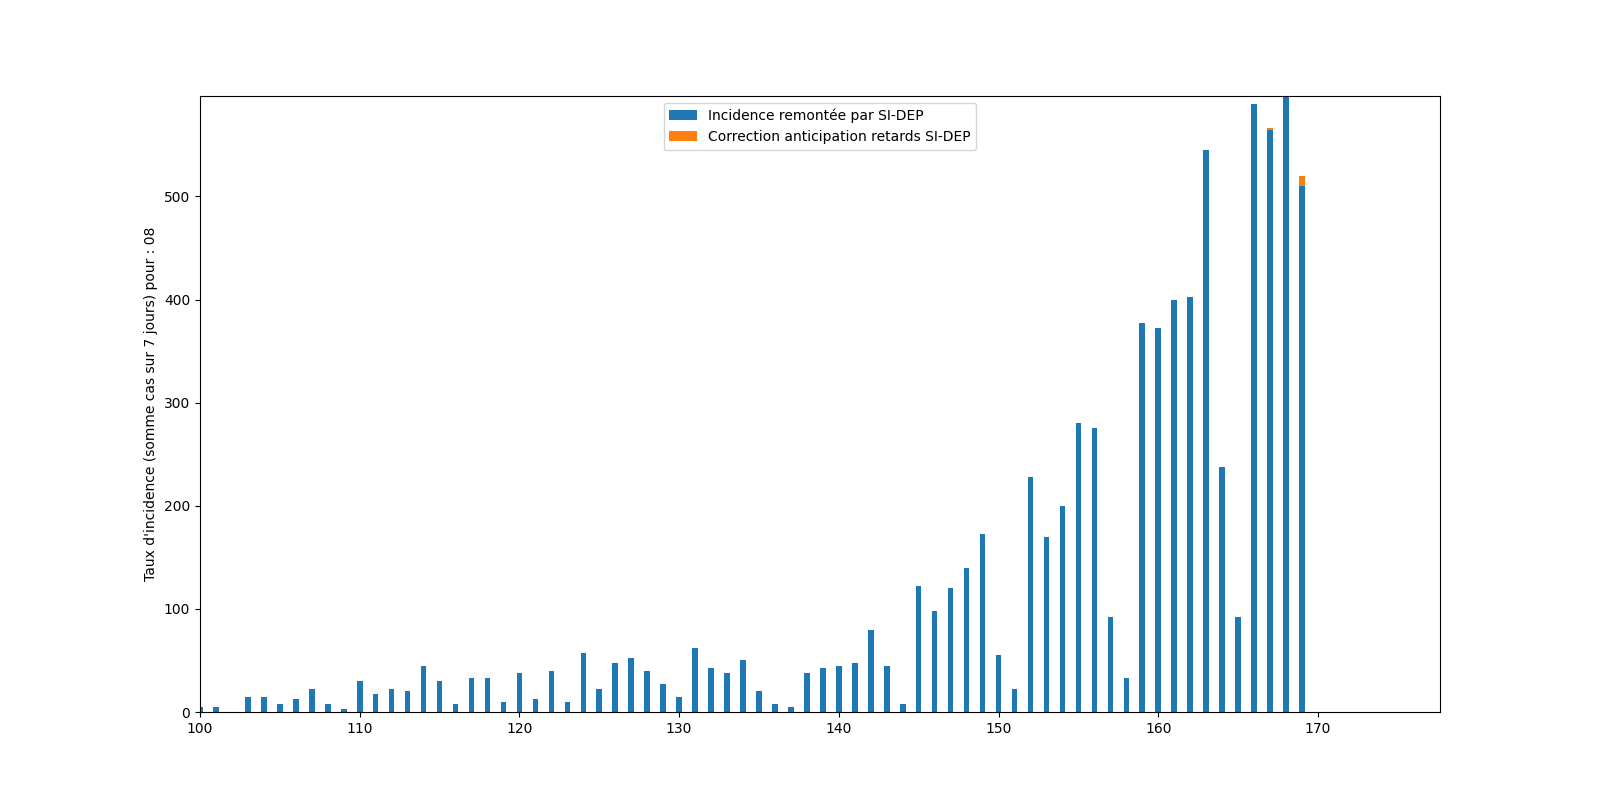 Incidence remontée par SI-DEP
Correction anticipation retards SI-DEP
Taux d'incidence (somme cas sur 7 jours) pour : 08
500
400
300
200
100
0
100 110 120 130 140 150 160 170